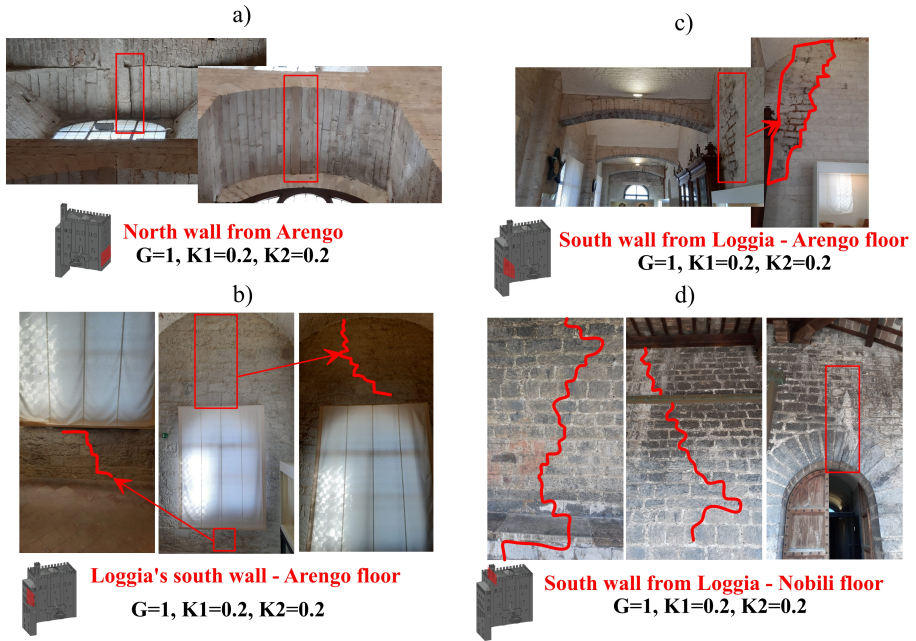 a)
North wall from Arengo
G=1, K1=0.2, K2=0.2
c)
South wall from Loggia - Arengo floor
G=1, K1=0.2, K2=0.2
b)
Loggia's south wall - Arengo floor
G=1, K1=0.2, K2=0.2
d)
South wall from Loggia - Nobili floor
G=1, K1=0.2, K2=0.2